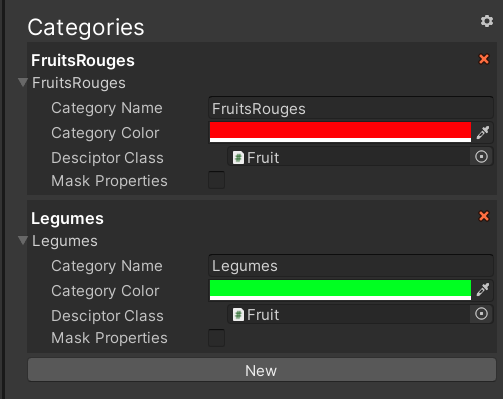 Categories
FruitsRouges
FruitsRouges
Category Name FruitsRouges
Category Color
Desciptor Class Fruit
Mask Properties
Legumes
Legumes
Category Name Legumes
Category Color
Desciptor Class Fruit
Mask Properties
New